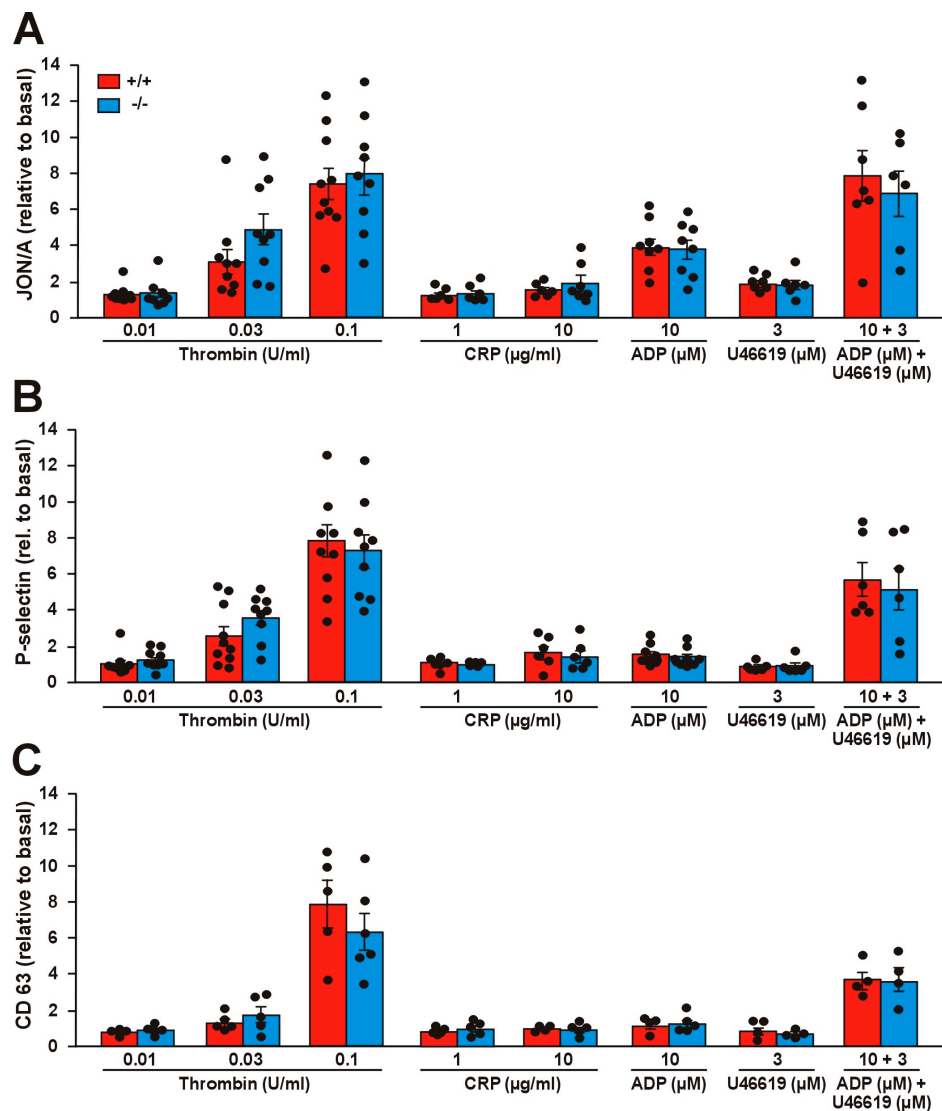 A
JON/A (relative to basal)
14
12
10
8
6
4
2
0
+/+
-/-
0.01 0.03 0.1 1 10 10 3 10 + 3
Thrombin (U/ml) CRP (µg/ml) ADP (µM) U46619 (µM) ADP (µM) +
U46619 (µM)
B
P-selectin (rel. to basal)
14
12
10
8
6
4
2
0
0.01 0.03 0.1 1 10 10 3 10 + 3
Thrombin (U/ml) CRP (µg/ml) ADP (µM) U46619 (µM) ADP (µM) +
U46619 (µM)
C
CD 63 (relative to basal)
14
12
10
8
6
4
2
0
0.01 0.03 0.1 1 10 10 3 10 + 3
Thrombin (U/ml) CRP (µg/ml) ADP (µM) U46619 (µM) ADP (µM) +
U46619 (µM)